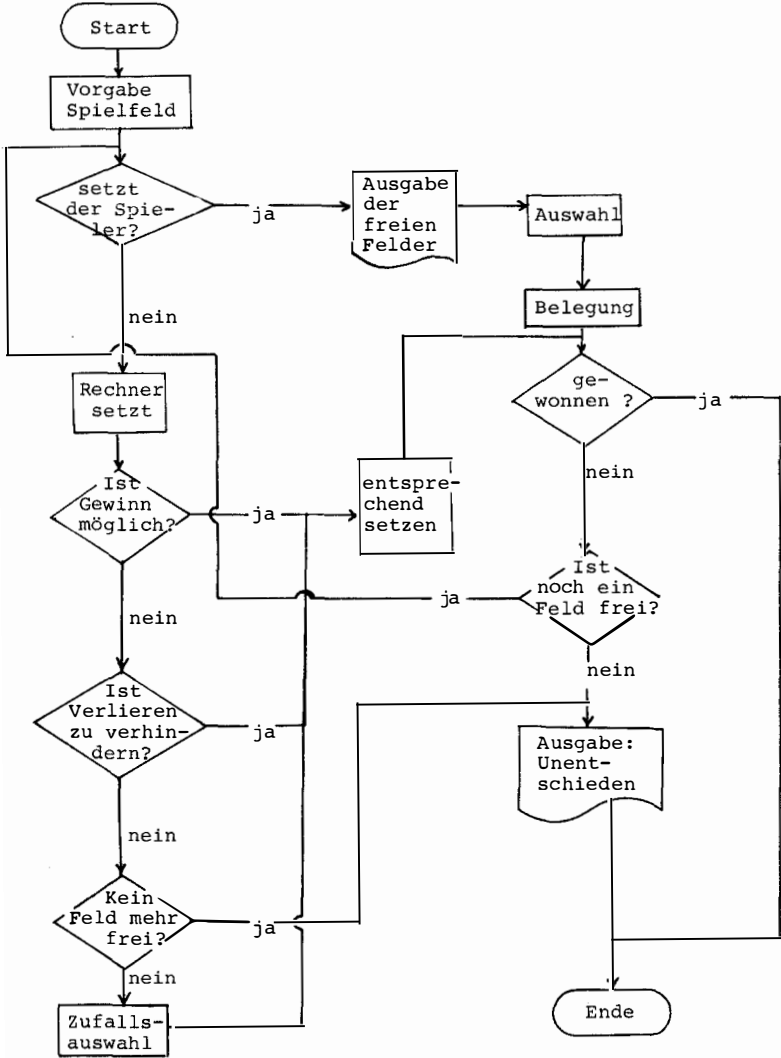 Start
Vorgabe
Spielfeld
setzt
der Spie-
ler?
ja
Ausgabe
der
freien
Felder
Auswahl
Belegung
nein
ge-
wonnen ?
ja
nein
Rechner
setzt
Ist
Gewinn
möglich?
ja
entspre-
chend
setzen
Ist
noch ein
Feld frei?
ja
nein
nein
Ist
Verlieren
zu verhin-
dern?
ja
Ausgabe:
Unent-
schieden
nein
Kein
Feld mehr
frei?
ja
nein
Zufalls-
auswahl
Ende